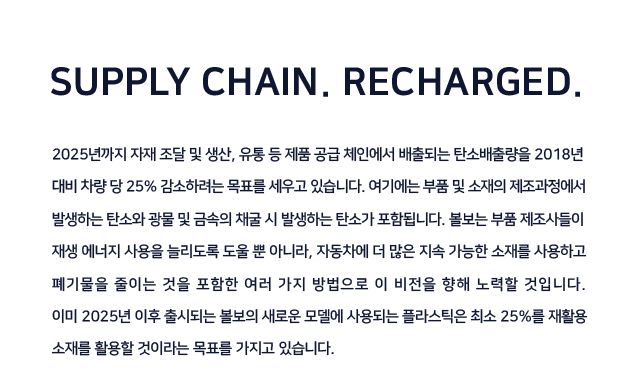 SUPPLY CHAIN. RECHARGED.
2025년까지 자재 조달 및 생산, 유통 등 제품 공급 체인에서 배출되는 탄소배출량을 2018년
대비 차량 당 25% 감소하려는 목표를 세우고 있습니다. 여기에는 부품 및 소재의 제조과정에서
발생하는 탄소와 광물 및 금속의 채굴 시 발생하는 탄소가 포함됩니다. 볼보는 부품 제조사들이
재생 에너지 사용을 늘리도록 도울 뿐 아니라, 자동차에 더 많은 지속 가능한 소재를 사용하고
폐기물을 줄이는 것을 포함한 여러 가지 방법으로 이 비전을 향해 노력할 것입니다.
이미 2025년 이후 출시되는 볼보의 새로운 모델에 사용되는 플라스틱은 최소 25%를 재활용
소재를 활용할 것이라는 목표를 가지고 있습니다.